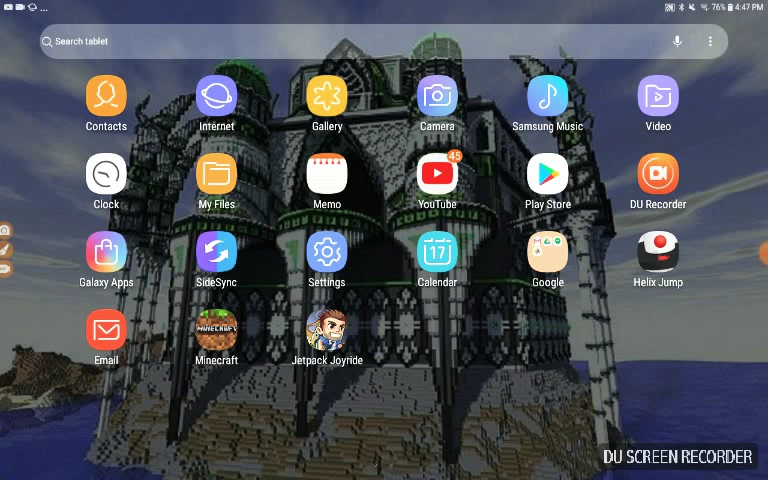 ... 76% 4:47 PM
Search tablet
Contacts Internet Gallery Camera Samsung Music Video
45
Clock My Files Memo YouTube Play Store DU Recorder
17
Galaxy Apps SideSync Settings Calendar Google Helix Jump
MINECRAFT
Email Minecraft Jetpack Joyride
DU SCREEN RECORDER